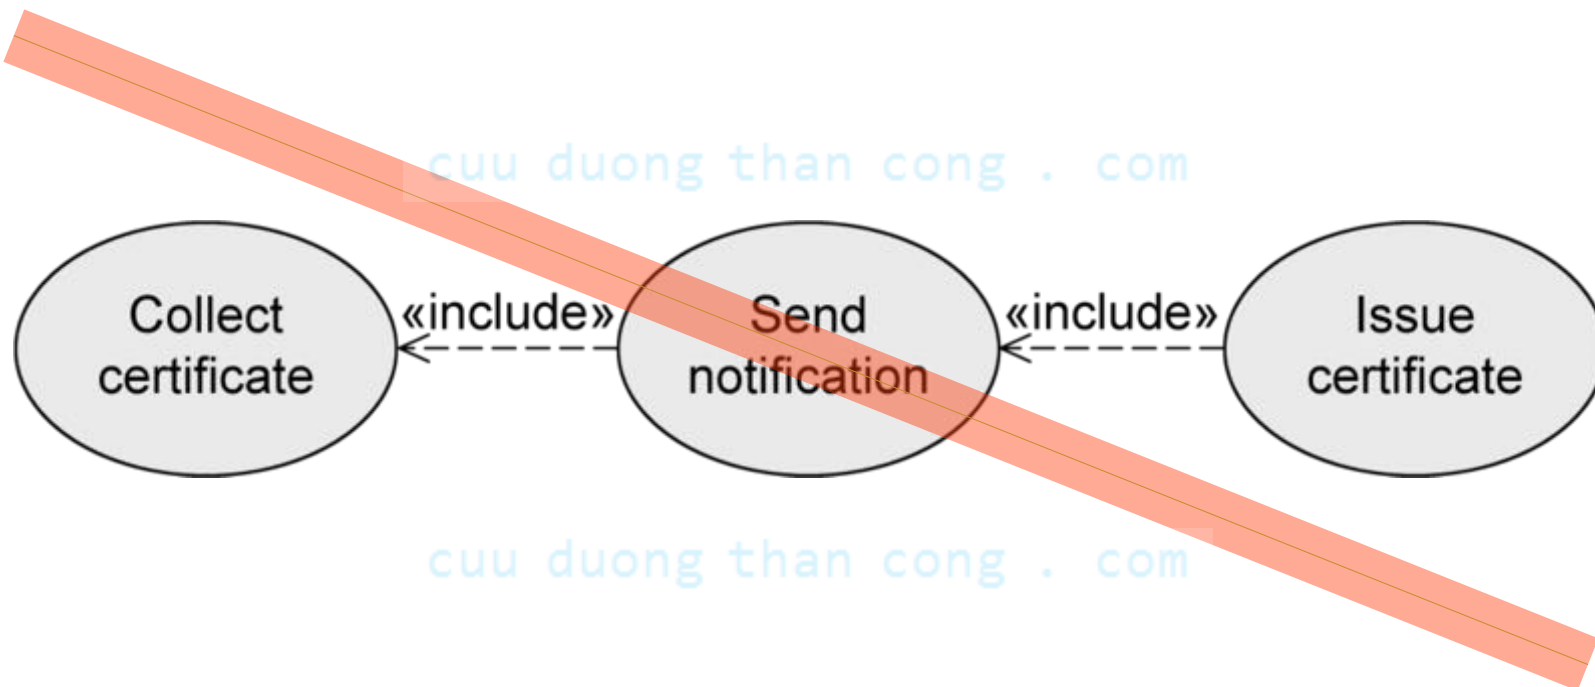 cuu duong than cong . com
Collect
certificate
«include»
Send
notification
«include»
Issue
certificate
cuu duong than cong . com